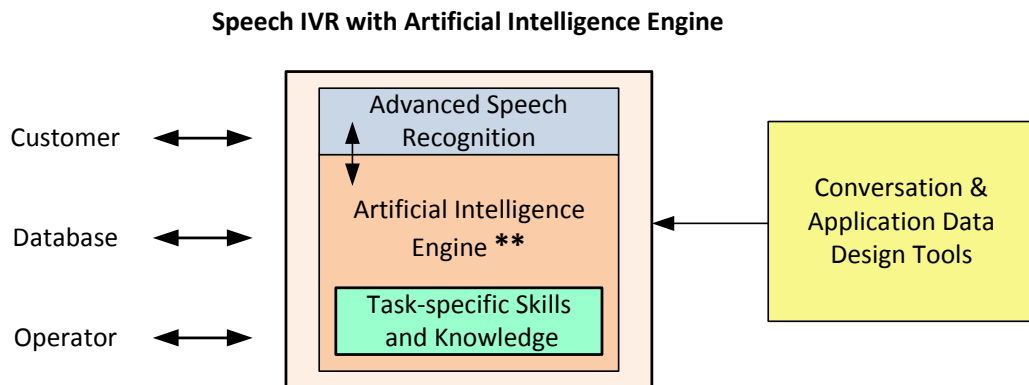 Speech IVR with Artificial Intelligence Engine
Advanced Speech
Recognition
Customer
Artificial Intelligence
Engine **
Database
Conversation &
Application Data
Design Tools
Task-specific Skills
and Knowledge
Operator